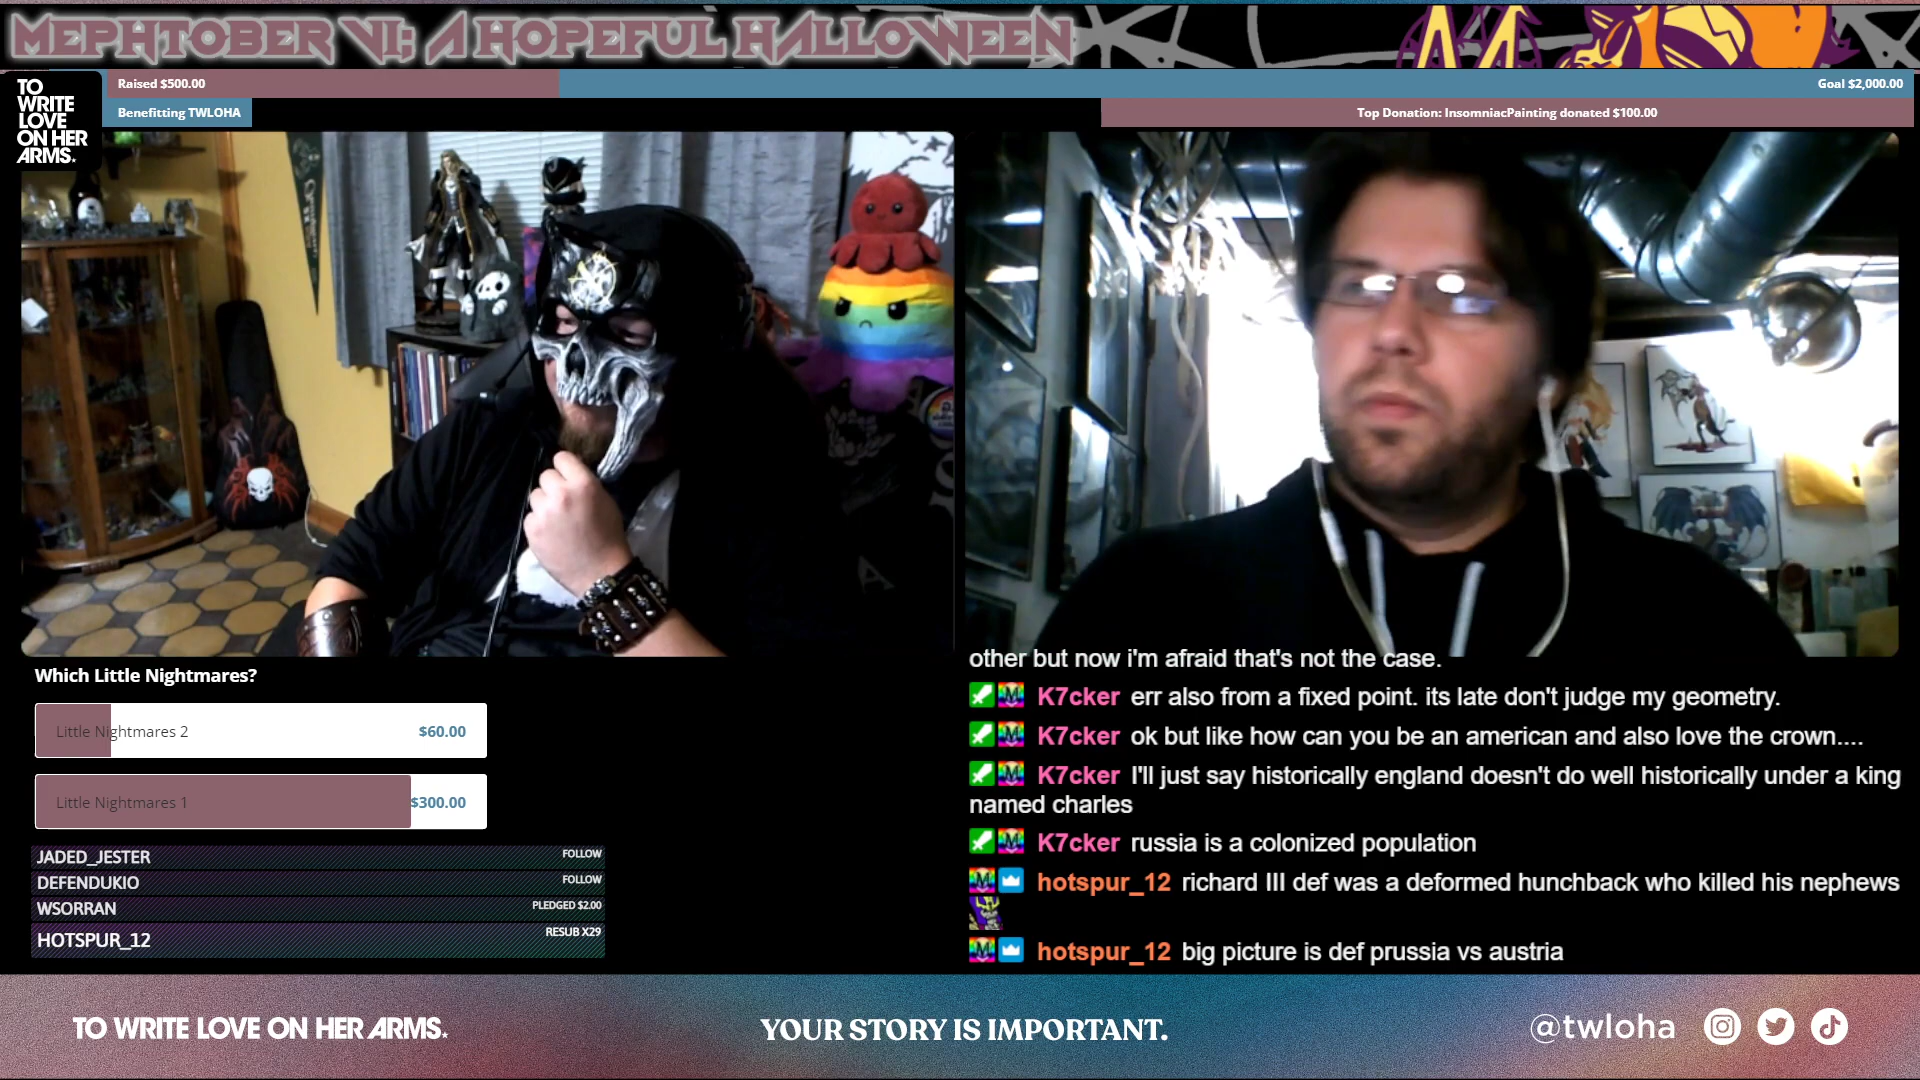 MEPHTOBER VI: A HOPEFUL HALLOWEEN
TO
WRITE
LOVE
ON HER
ARMS.
Raised $500.00
Goal $2,000.00
Benefitting TWLOHA
Top Donation: InsomniacPainting donated $100.00
Which Little Nightmares?
Little Nightmares 2 $60.00
Little Nightmares 1 $300.00
JADED_JESTER FOLLOW
DEFENDUKIO FOLLOW
WSORRAN PLEDGED $2.00
HOTSPUR_12 RESUB X29
other but now i'm afraid that's not the case.
K7cker err also from a fixed point. its late don't judge my geometry.
K7cker ok but like how can you be an american and also love the crown....
K7cker I'll just say historically england doesn't do well historically under a king
named charles
K7cker russia is a colonized population
hotspur_12 richard III def was a deformed hunchback who killed his nephews
hotspur_12 big picture is def prussia vs austria
TO WRITE LOVE ON HER ARMS.
YOUR STORY IS IMPORTANT.
@twloha